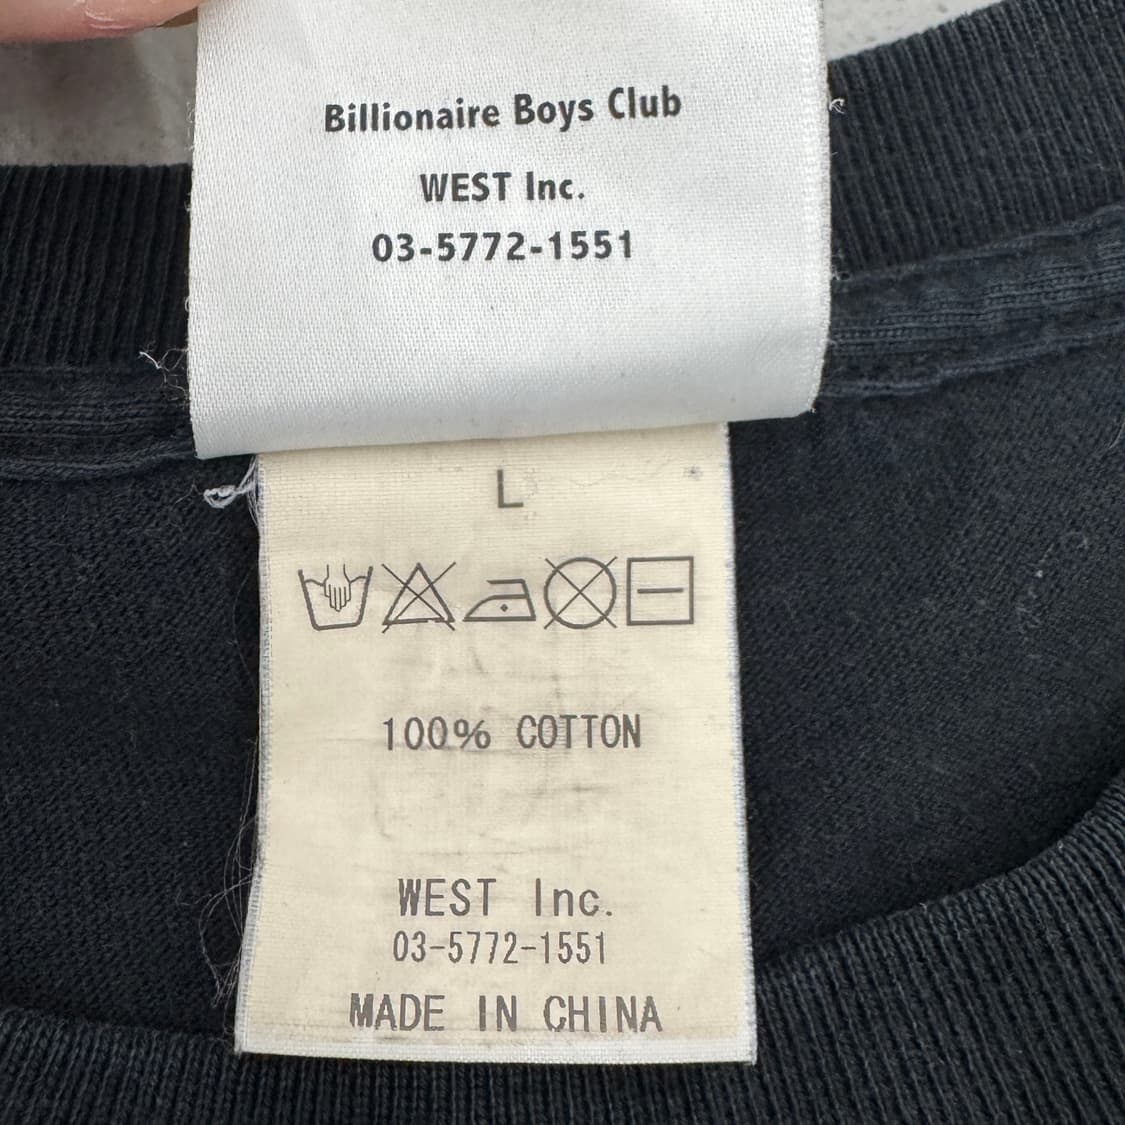 Billionaire Boys Club
WEST Inc.
03-5772-1551
L
100% COTTON
WEST Inc.
03-5772-1551
MADE IN CHINA